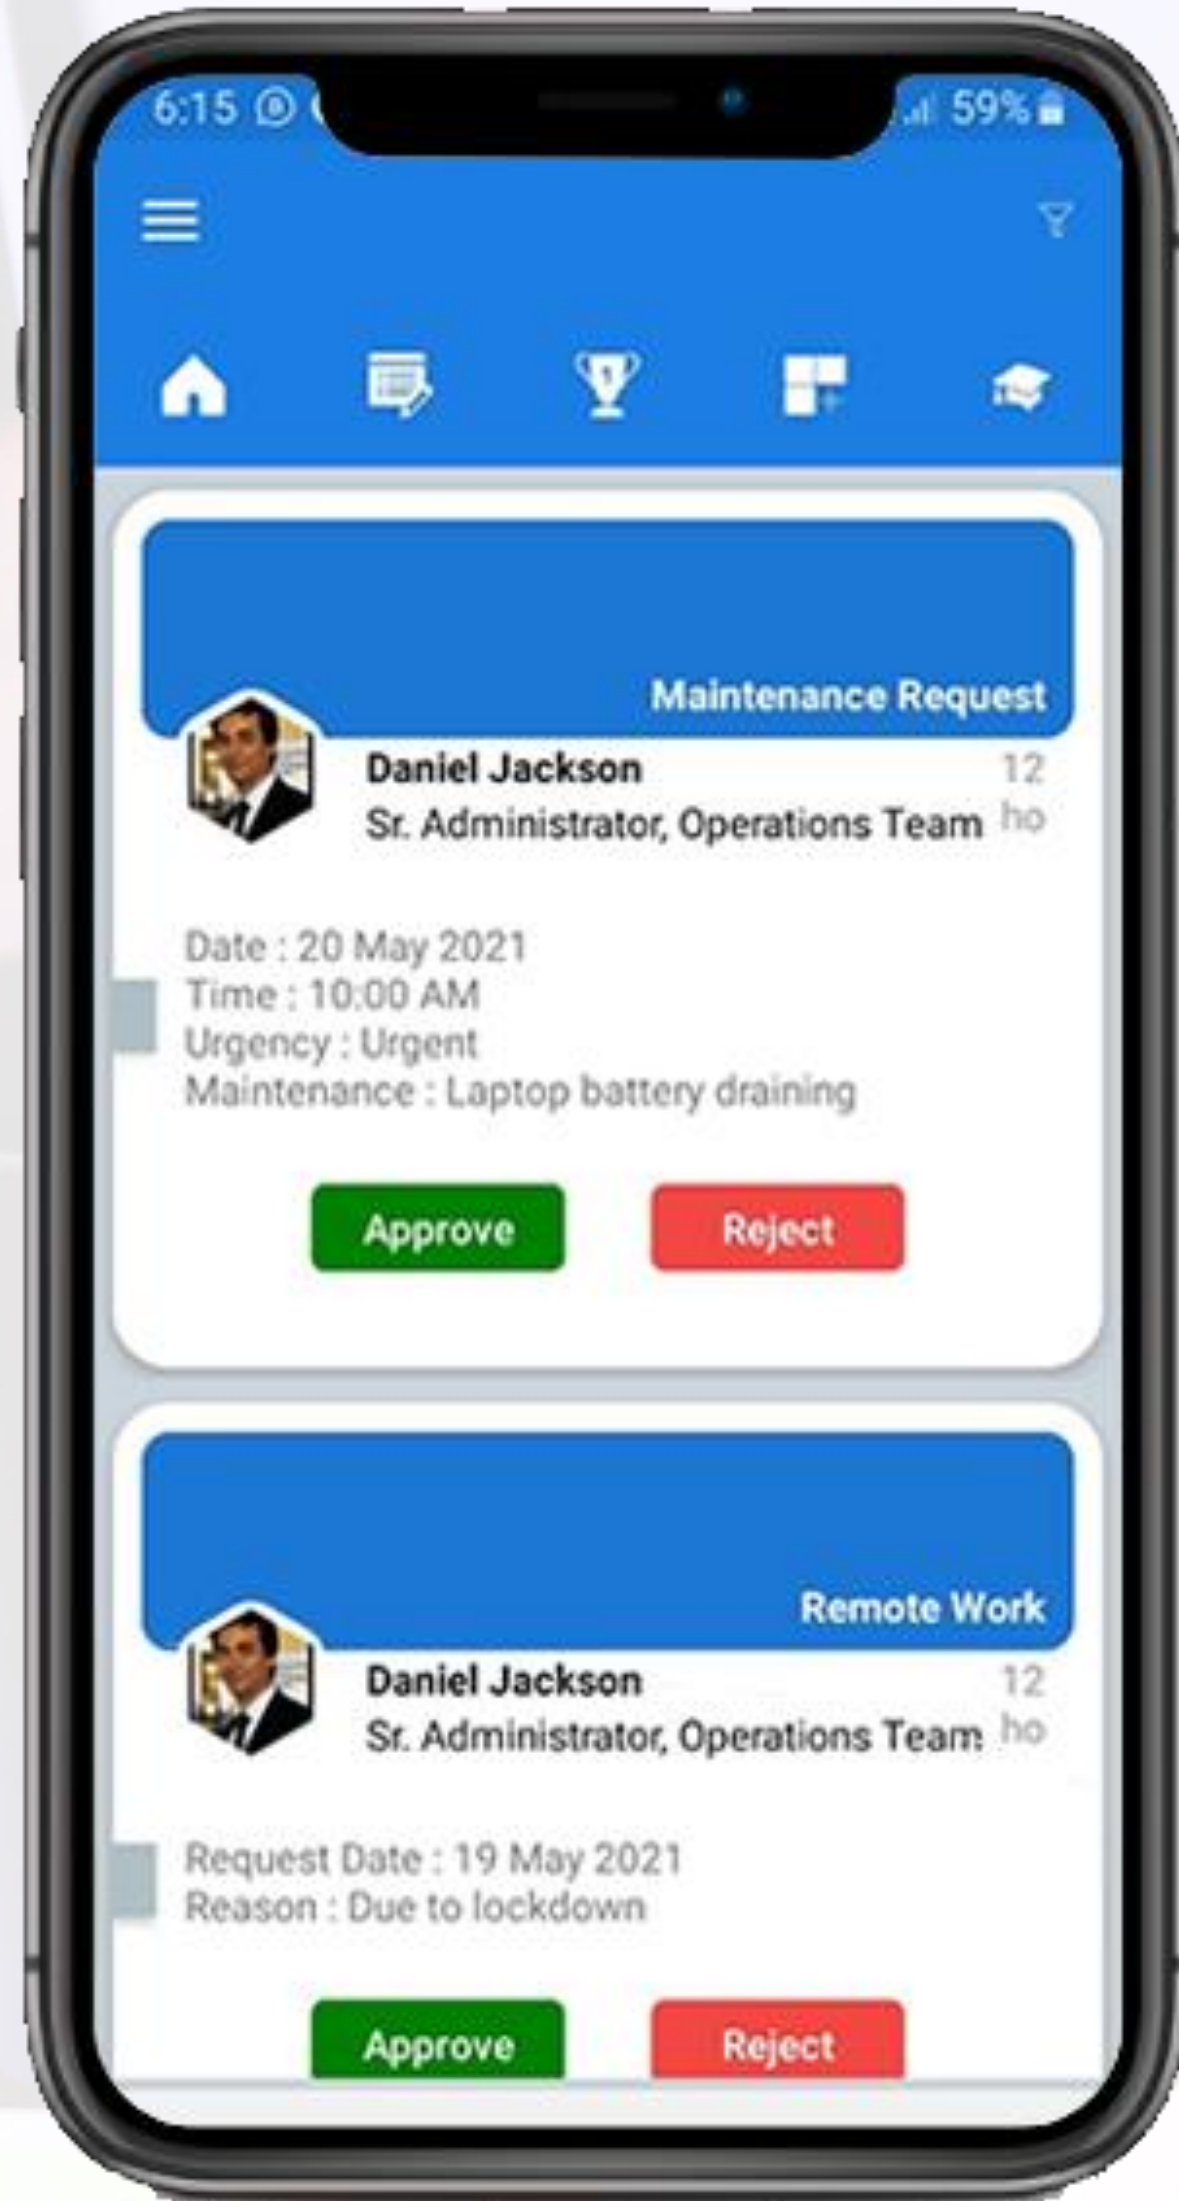 6:15
59%
Maintenance Request
Daniel Jackson
12
Sr. Administrator, Operations Team
ho
Date : 20 May 2021
Time : 10:00 AM
Urgency : Urgent
Maintenance : Laptop battery draining
Approve
Reject
Remote Work
Daniel Jackson
12
Sr. Administrator, Operations Team
ho
Request Date : 19 May 2021
Reason : Due to lockdown
Approve
Reject